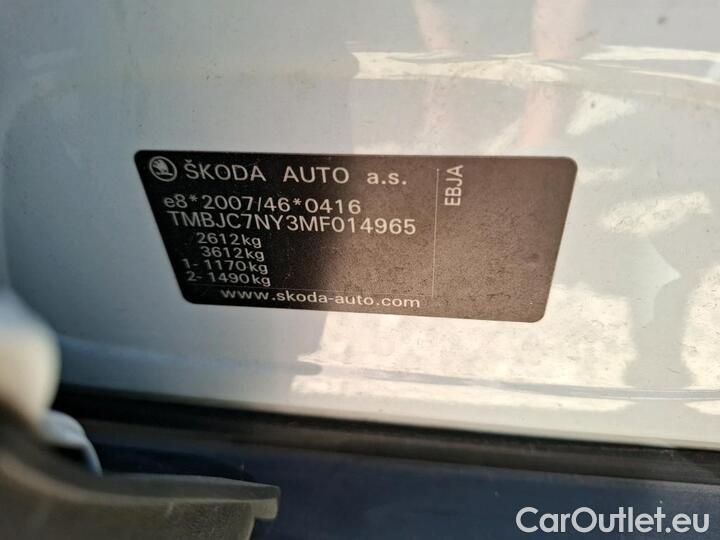 ŠKODA AUTO a.s.
EBJA
e8*2007/46*0416
TMBJC7NY3MF014965
2612kg
3612kg
1- 1170kg
2- 1490kg
www.skoda-auto.com
CarOutlet.eu